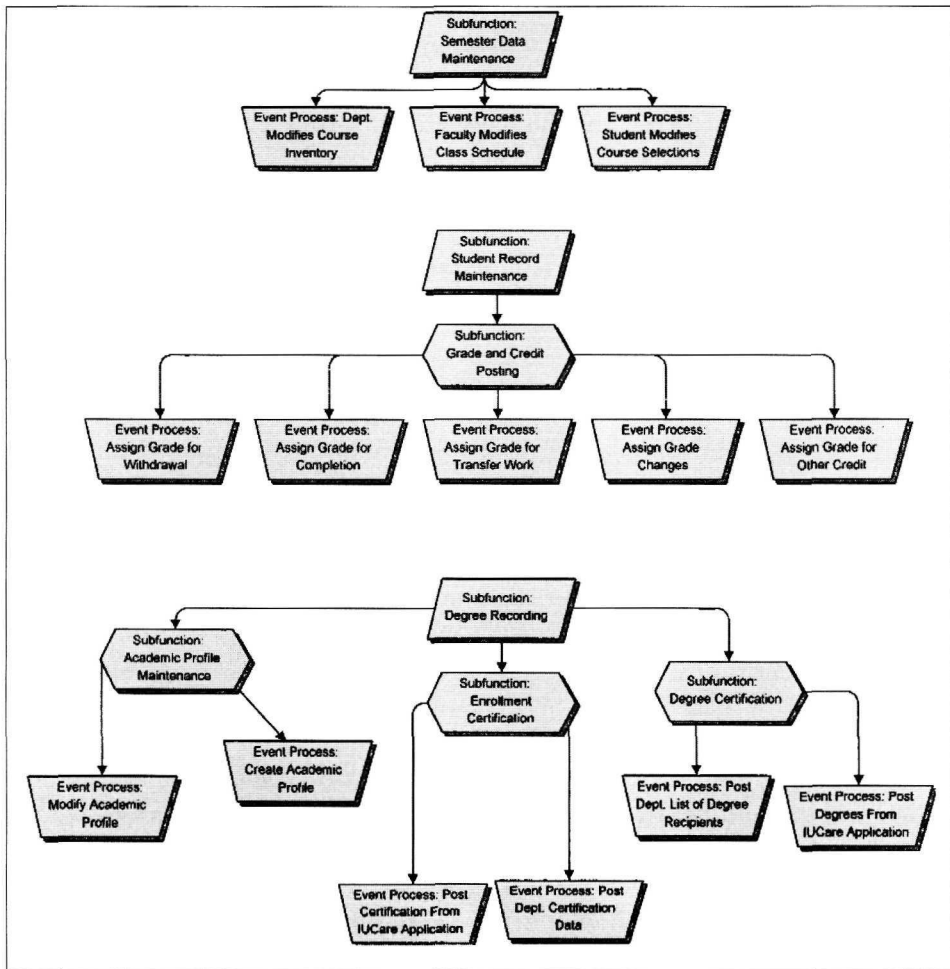 Subfunction:
Semester Data
Maintenance
Event Process: Dept.
Modifies Course
Inventory
Event Process:
Faculty Modifies
Class Schedule
Event Process:
Student Modifies
Course Selections
Subfunction:
Student Record
Maintenance
Subfunction:
Grade and Credit
Posting
Event Process:
Assign Grade for
Withdrawal
Event Process:
Assign Grade for
Completion
Event Process:
Assign Grade for
Transfer Work
Event Process:
Assign Grade
Changes
Event Process.
Assign Grade for
Other Credit
Subfunction:
Degree Recording
Subfunction:
Academic Profile
Maintenance
Subfunction:
Enrollment
Certification
Subfunction:
Degree Certification
Event Process:
Modify Academic
Profile
Event Process:
Create Academic
Profile
Event Process: Post
Dept. List of Degree
Recipients
Event Process: Post
Degrees From
IUCare Application
Event Process: Post
Certification From
IUCare Application
Event Process: Post
Dept. Certification
Data